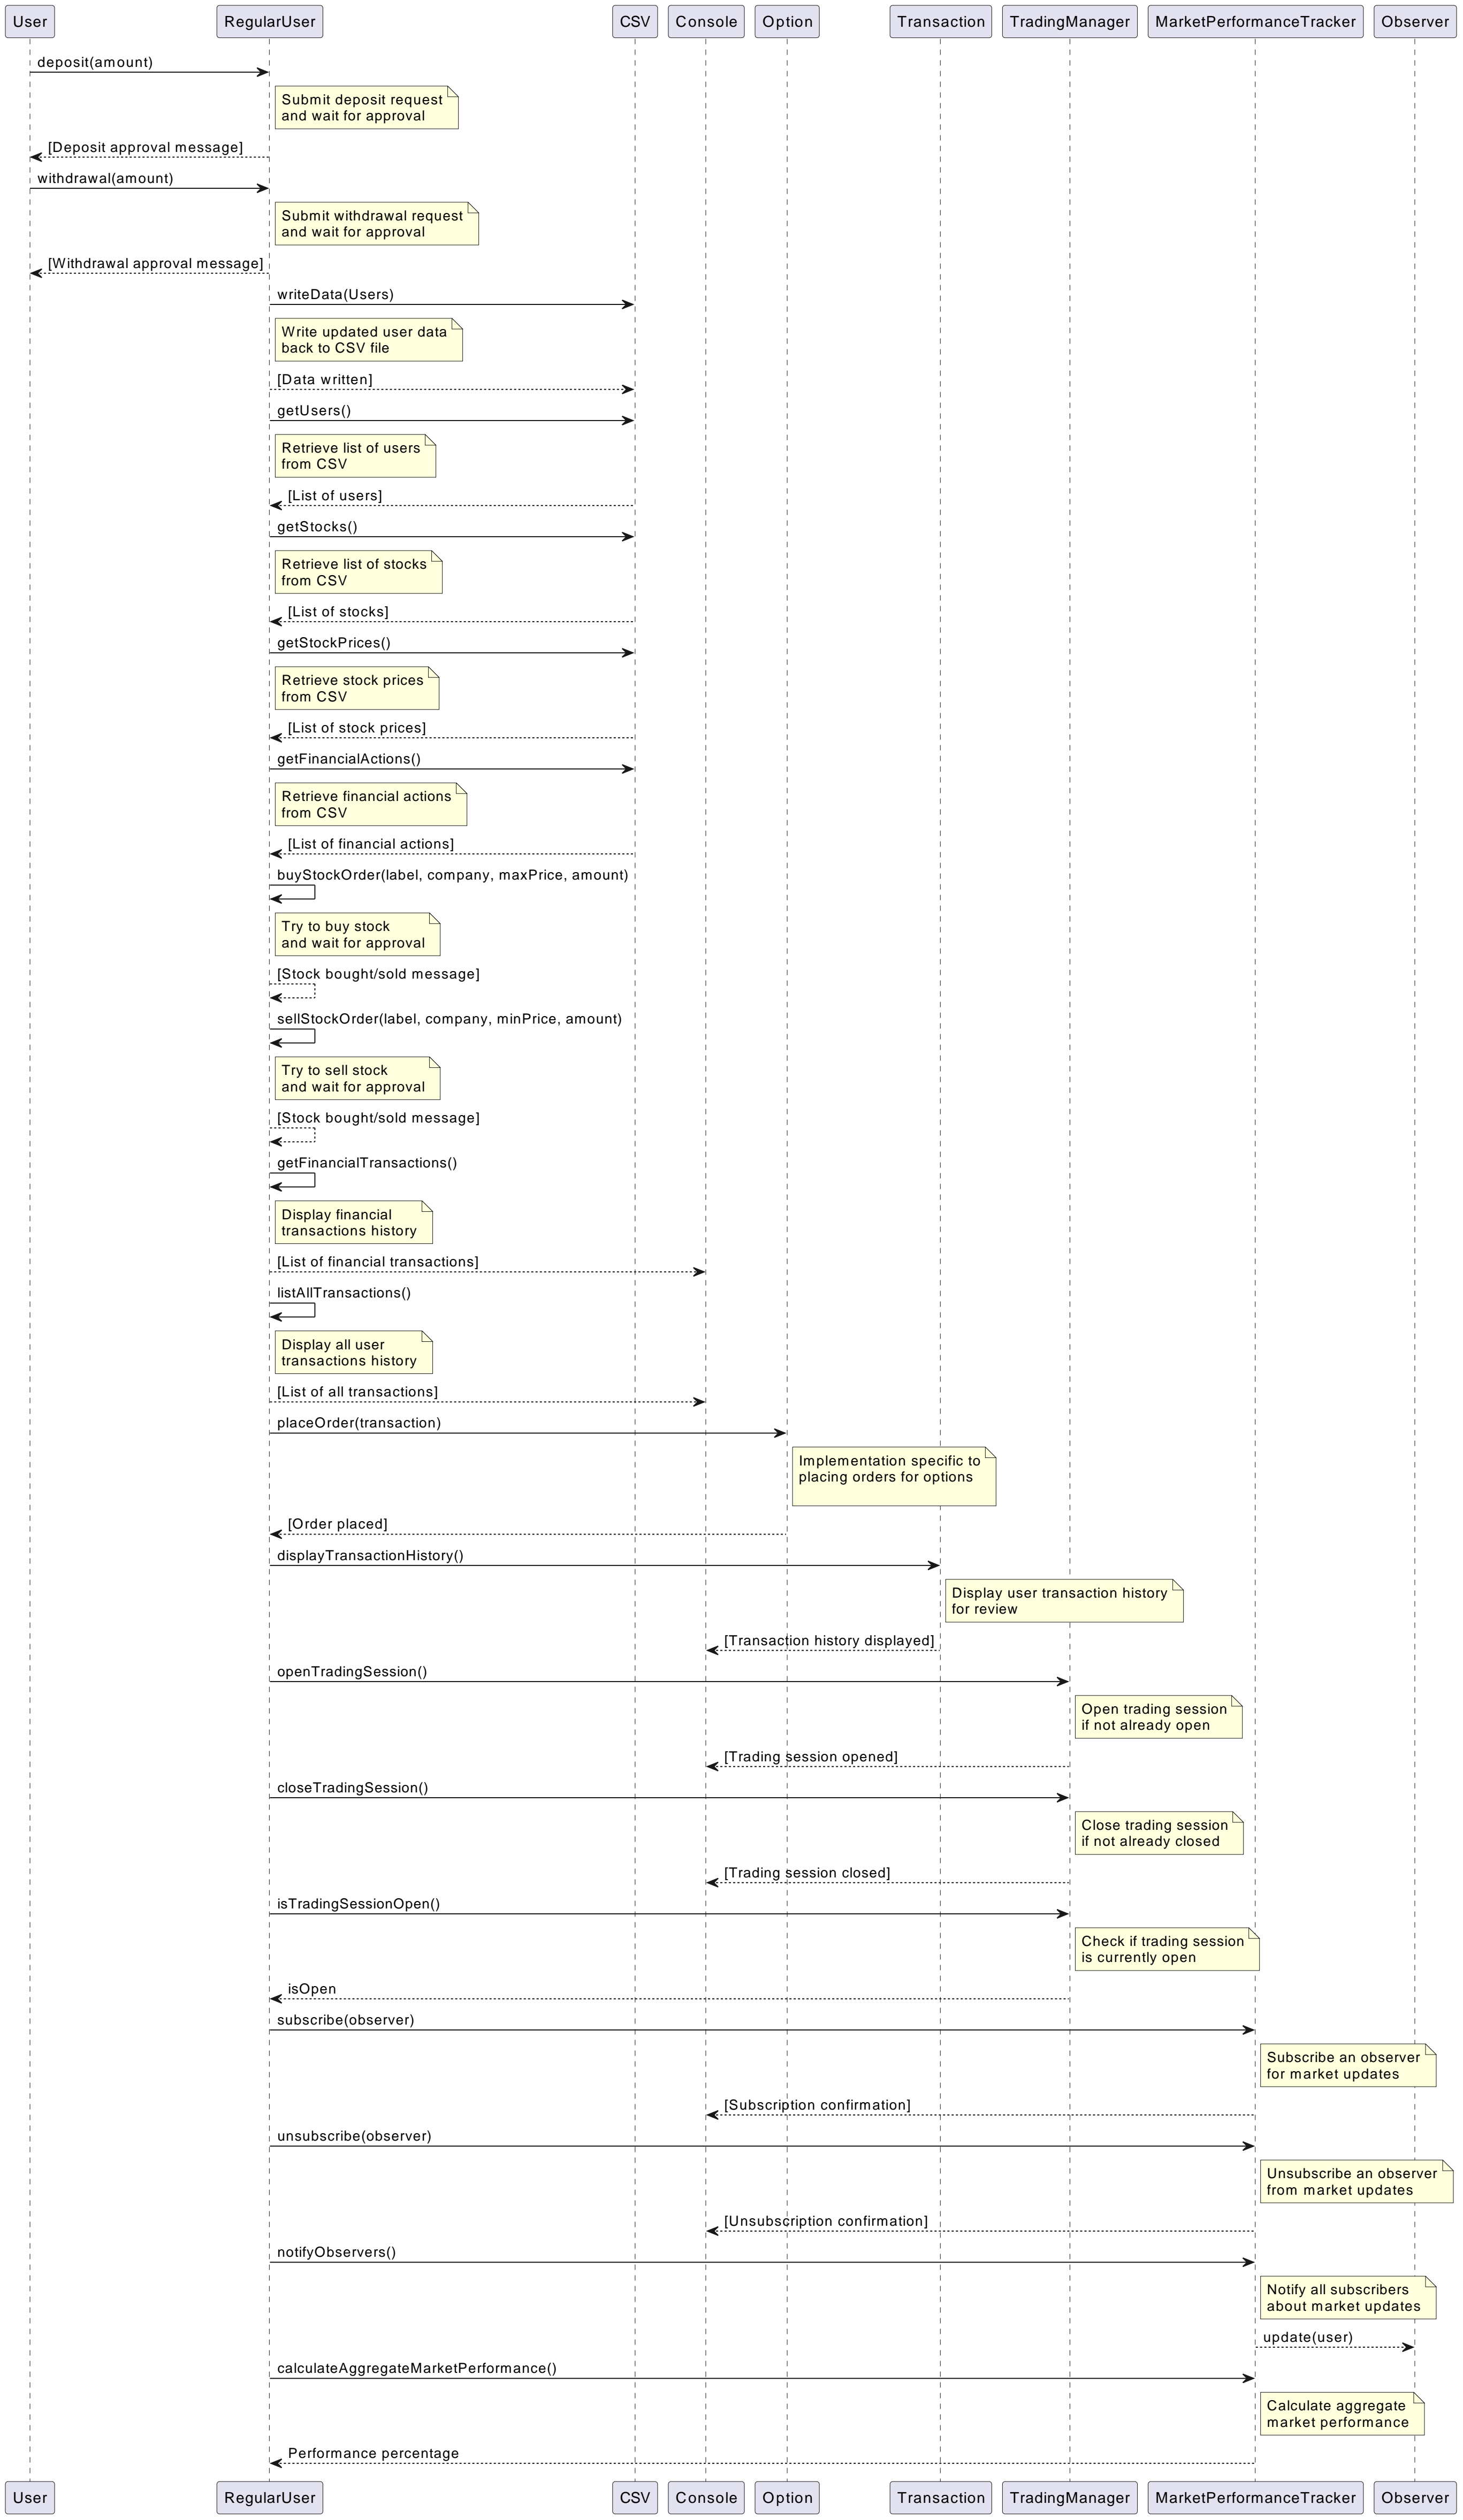 User RegularUser CSV Console Option Transaction TradingManager MarketPerformanceTracker Observer
deposit(amount)
Submit deposit request
and wait for approval
[Deposit approval message]
withdrawal(amount)
Submit withdrawal request
and wait for approval
[Withdrawal approval message]
writeData(Users)
Write updated user data
back to CSV file
[Data written]
getUsers()
Retrieve list of users
from CSV
[List of users]
getStocks()
Retrieve list of stocks
from CSV
[List of stocks]
getStockPrices()
Retrieve stock prices
from CSV
[List of stock prices]
getFinancialActions()
Retrieve financial actions
from CSV
[List of financial actions]
buyStockOrder(label, company, maxPrice, amount)
Try to buy stock
and wait for approval
[Stock bought/sold message]
sellStockOrder(label, company, minPrice, amount)
Try to sell stock
and wait for approval
[Stock bought/sold message]
getFinancialTransactions()
Display financial
transactions history
[List of financial transactions]
listAllTransactions()
Display all user
transactions history
[List of all transactions]
placeOrder(transaction)
Implementation specific to
placing orders for options
[Order placed]
displayTransactionHistory()
Display user transaction history
for review
[Transaction history displayed]
openTradingSession()
Open trading session
if not already open
[Trading session opened]
closeTradingSession()
Close trading session
if not already closed
[Trading session closed]
isTradingSessionOpen()
Check if trading session
is currently open
isOpen
subscribe(observer)
Subscribe an observer
for market updates
[Subscription confirmation]
unsubscribe(observer)
Unsubscribe an observer
from market updates
[Unsubscription confirmation]
notifyObservers()
Notify all subscribers
about market updates
update(user)
calculateAggregateMarketPerformance()
Calculate aggregate
market performance
Performance percentage
User RegularUser CSV Console Option Transaction TradingManager MarketPerformanceTracker Observer